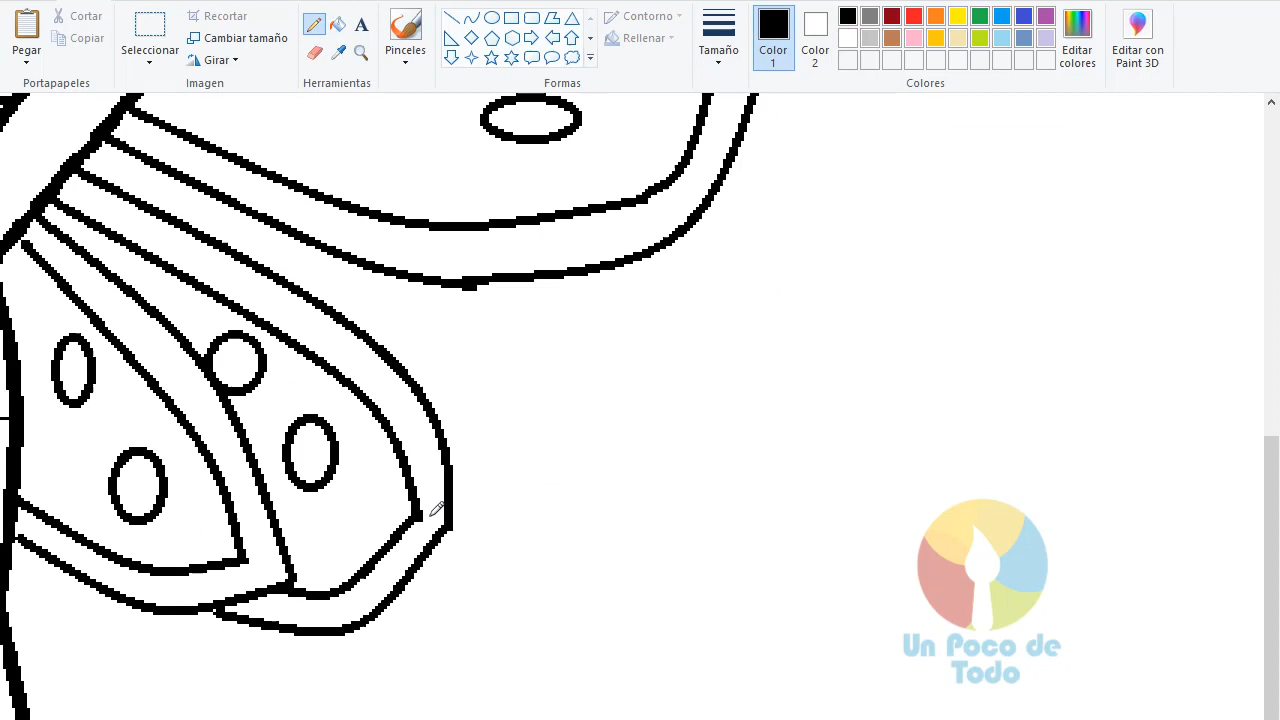 Pegar
Cortar
Copiar
Portapapeles
Seleccionar
Recortar
Cambiar tamaño
Girar
Imagen
A
Herramientas
Pinceles
Contorno
Rellenar
Formas
Tamaño
Color
1
Color
2
Editar
colores
Editar con
Paint 3D
Colores
Un Poco de
Todo